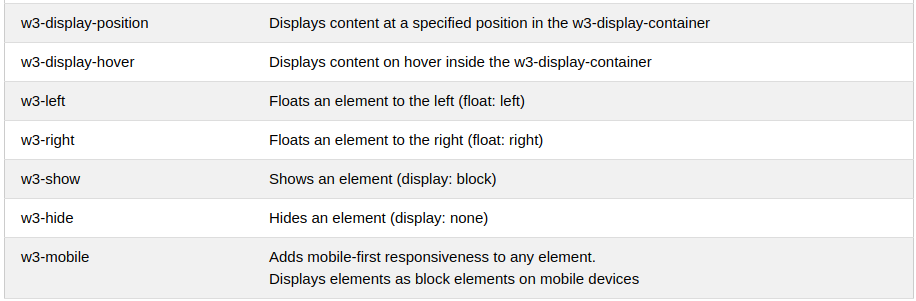 w3-display-position Displays content at a specified position in the w3-display-container
w3-display-hover Displays content on hover inside the w3-display-container
w3-left Floats an element to the left (float: left)
w3-right Floats an element to the right (float: right)
w3-show Shows an element (display: block)
w3-hide Hides an element (display: none)
w3-mobile Adds mobile-first responsiveness to any element.
Displays elements as block elements on mobile devices